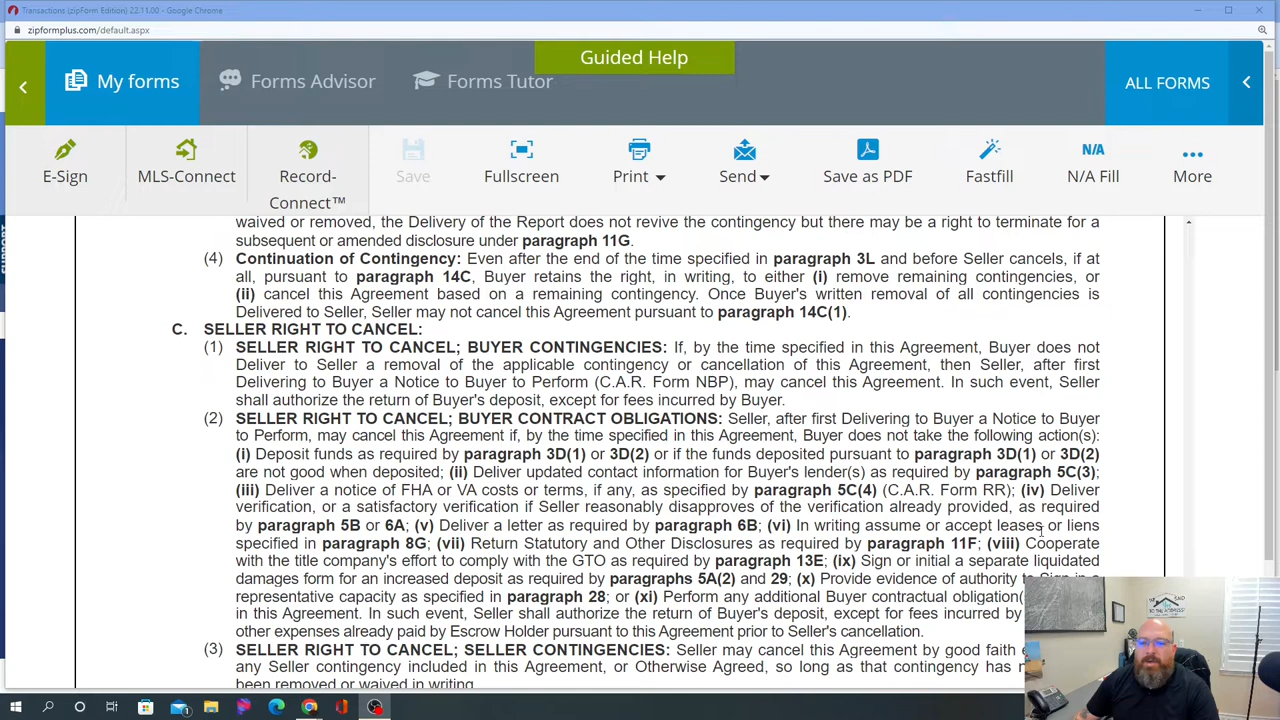 Transactions (zipForm Edition) 22.11.00 - Google Chrome
zipformplus.com/default.aspx
Guided Help
My forms
Forms Advisor
Forms Tutor
ALL FORMS
E-Sign
MLS-Connect
Record-
Connect™
Save
Fullscreen
Print
Send
Save as PDF
N/A
Fastfill
N/A Fill
More
SUPPORT
waived or removed, the Delivery of the Report does not revive the contingency but there may be a right to terminate for a
subsequent or amended disclosure under paragraph 11G.
(4) Continuation of Contingency: Even after the end of the time specified in paragraph 3L and before Seller cancels, if at
all, pursuant to paragraph 14C, Buyer retains the right, in writing, to either (i) remove remaining contingencies, or
(ii) cancel this Agreement based on a remaining contingency. Once Buyer's written removal of all contingencies is
Delivered to Seller, Seller may not cancel this Agreement pursuant to paragraph 14C(1).
C. SELLER RIGHT TO CANCEL:
(1) SELLER RIGHT TO CANCEL; BUYER CONTINGENCIES: If, by the time specified in this Agreement, Buyer does not
Deliver to Seller a removal of the applicable contingency or cancellation of this Agreement, then Seller, after first
Delivering to Buyer a Notice to Buyer to Perform (C.A.R. Form NBP), may cancel this Agreement. In such event, Seller
shall authorize the return of Buyer's deposit, except for fees incurred by Buyer.
(2) SELLER RIGHT TO CANCEL; BUYER CONTRACT OBLIGATIONS: Seller, after first Delivering to Buyer a Notice to Buyer
to Perform, may cancel this Agreement if, by the time specified in this Agreement, Buyer does not take the following action(s):
(i) Deposit funds as required by paragraph 3D(1) or 3D(2) or if the funds deposited pursuant to paragraph 3D(1) or 3D(2)
are not good when deposited; (ii) Deliver updated contact information for Buyer's lender(s) as required by paragraph 5C(3);
(iii) Deliver a notice of FHA or VA costs or terms, if any, as specified by paragraph 5C(4) (C.A.R. Form RR); (iv) Deliver
verification, or a satisfactory verification if Seller reasonably disapproves of the verification already provided, as required
by paragraph 5B or 6A; (v) Deliver a letter as required by paragraph 6B; (vi) In writing assume or accept leases or liens
specified in paragraph 8G; (vii) Return Statutory and Other Disclosures as required by paragraph 11F; (viii) Cooperate
with the title company's effort to comply with the GTO as required by paragraph 13E; (ix) Sign or initial a separate liquidated
damages form for an increased deposit as required by paragraphs 5A(2) and 29; (x) Provide evidence of authority to Sign in a
representative capacity as specified in paragraph 28; or (xi) Perform any additional Buyer contractual obligation(
in this Agreement. In such event, Seller shall authorize the return of Buyer's deposit, except for fees incurred by
other expenses already paid by Escrow Holder pursuant to this Agreement prior to Seller's cancellation.
(3) SELLER RIGHT TO CANCEL; SELLER CONTINGENCIES: Seller may cancel this Agreement by good faith e
any Seller contingency included in this Agreement, or Otherwise Agreed, so long as that contingency has n
been removed or waived in writing.